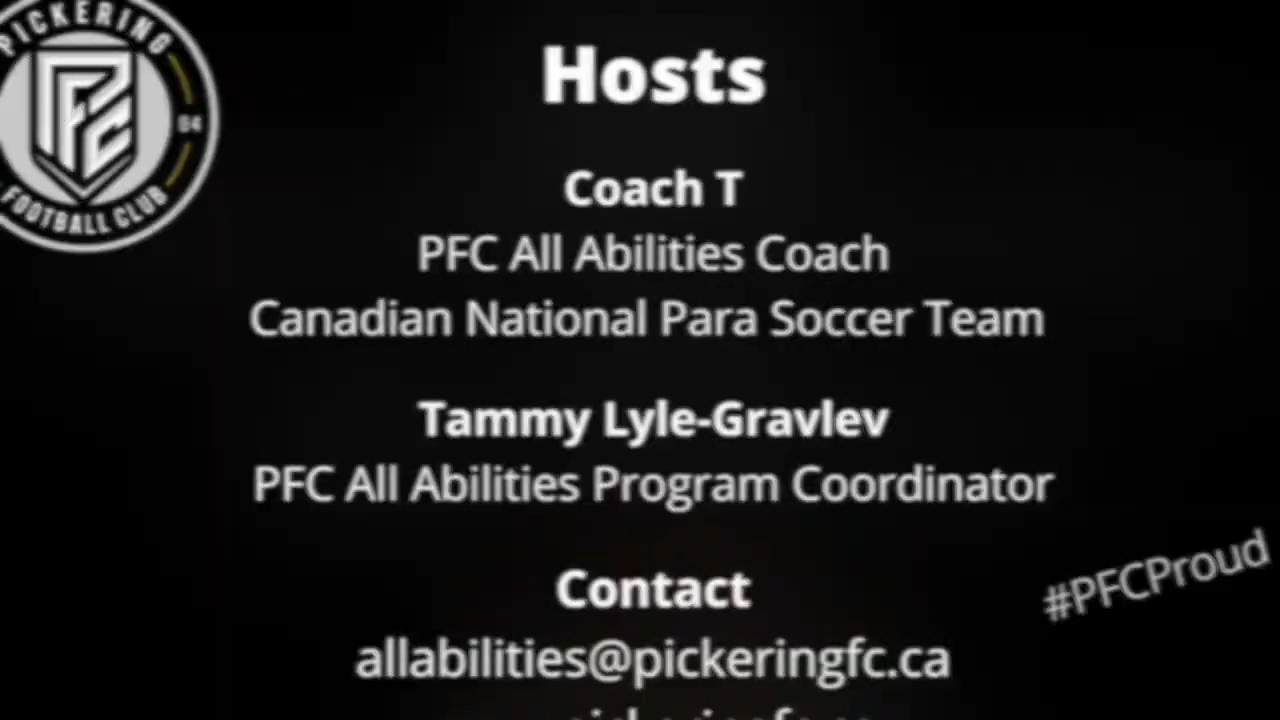 PICKERING
FOOTBALL CLUB
PFC
04
Hosts
Coach T
PFC All Abilities Coach
Canadian National Para Soccer Team
Tammy Lyle-Gravlev
PFC All Abilities Program Coordinator
#PFCProud
Contact
allabilities@pickeringfc.ca